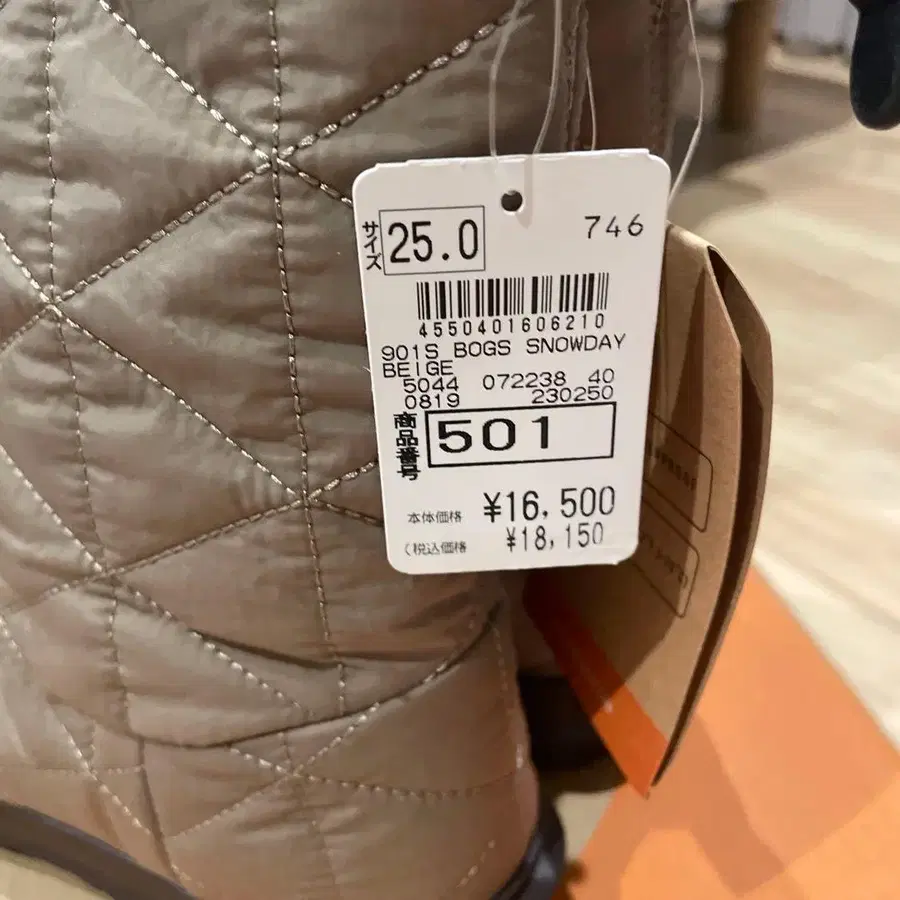 サイズ 25.0 746
4550401606210
901S BOGS SNOWDAY
BEIGE
5044 072238 40
0819 230250
商品番号 501
本体価格 ¥16,500
(税込価格 ¥18,150